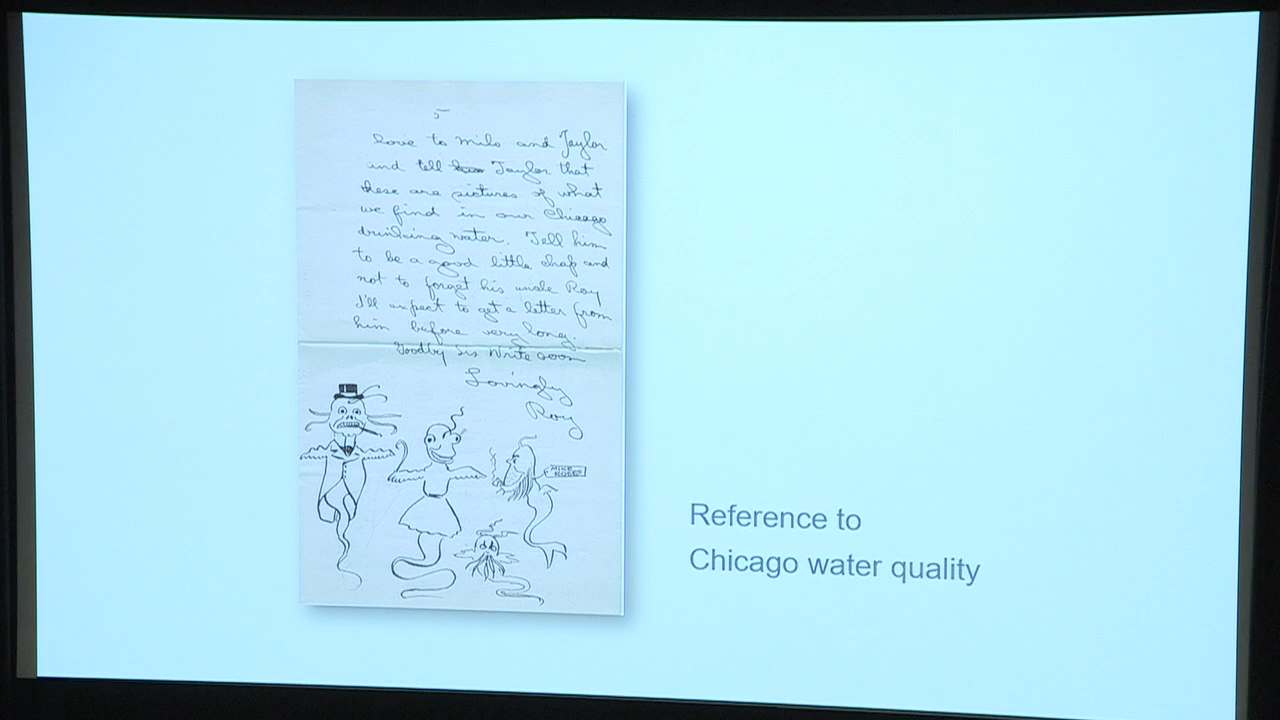 5
love to Milo and Taylor
and tell Taylor that
these are pictures of what
we find in our Chicago
drinking water. Tell him
to be a good little chap and
not to forget his uncle Roy
I'll expect to get a letter from
him before very long.
Goodby Sis Write soon
Lovingly
Roy
MIKE
Reference to
Chicago water quality